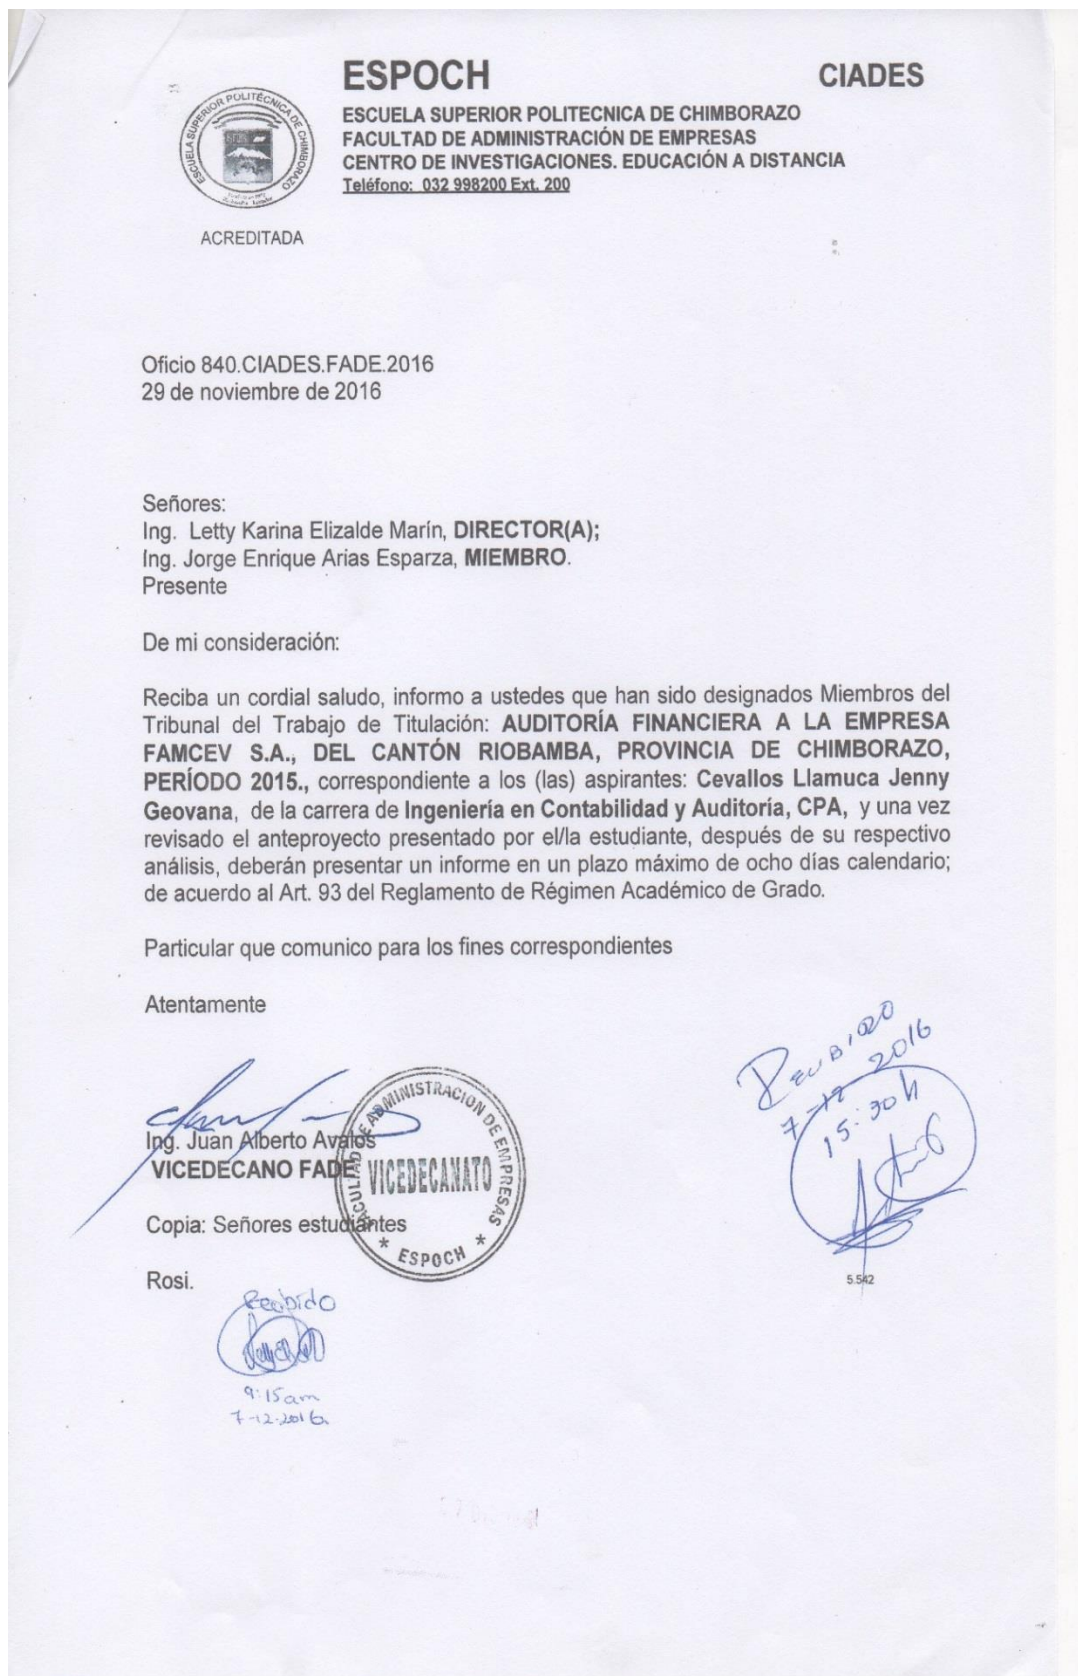 ESPOCH CIADES
ESCUELA SUPERIOR POLITECNICA DE CHIMBORAZO
FACULTAD DE ADMINISTRACIÓN DE EMPRESAS
CENTRO DE INVESTIGACIONES. EDUCACIÓN A DISTANCIA
Teléfono: 032 998200 Ext. 200
ESCUELA SUPERIOR POLITÉCNICA DE CHIMBORAZO
ACREDITADA
Oficio 840.CIADES.FADE.2016
29 de noviembre de 2016
Señores:
Ing. Letty Karina Elizalde Marín, DIRECTOR(A);
Ing. Jorge Enrique Arias Esparza, MIEMBRO.
Presente
De mi consideración:
Reciba un cordial saludo, informo a ustedes que han sido designados Miembros del
Tribunal del Trabajo de Titulación: AUDITORÍA FINANCIERA A LA EMPRESA
FAMCEV S.A., DEL CANTÓN RIOBAMBA, PROVINCIA DE CHIMBORAZO,
PERÍODO 2015., correspondiente a los (las) aspirantes: Cevallos Llamuca Jenny
Geovana, de la carrera de Ingeniería en Contabilidad y Auditoría, CPA, y una vez
revisado el anteproyecto presentado por el/la estudiante, después de su respectivo
análisis, deberán presentar un informe en un plazo máximo de ocho días calendario;
de acuerdo al Art. 93 del Reglamento de Régimen Académico de Grado.
Particular que comunico para los fines correspondientes
Atentamente
Ing. Juan Alberto Avalos
VICEDECANO FADE
FACULTAD DE ADMINISTRACION DE EMPRESAS
VICEDECANATO
* ESPOCH *
Recibido
7-12-2016
15:30h
Copia: Señores estudiantes
Rosi.
5.542
Recibido
9:15am
7-12-2016